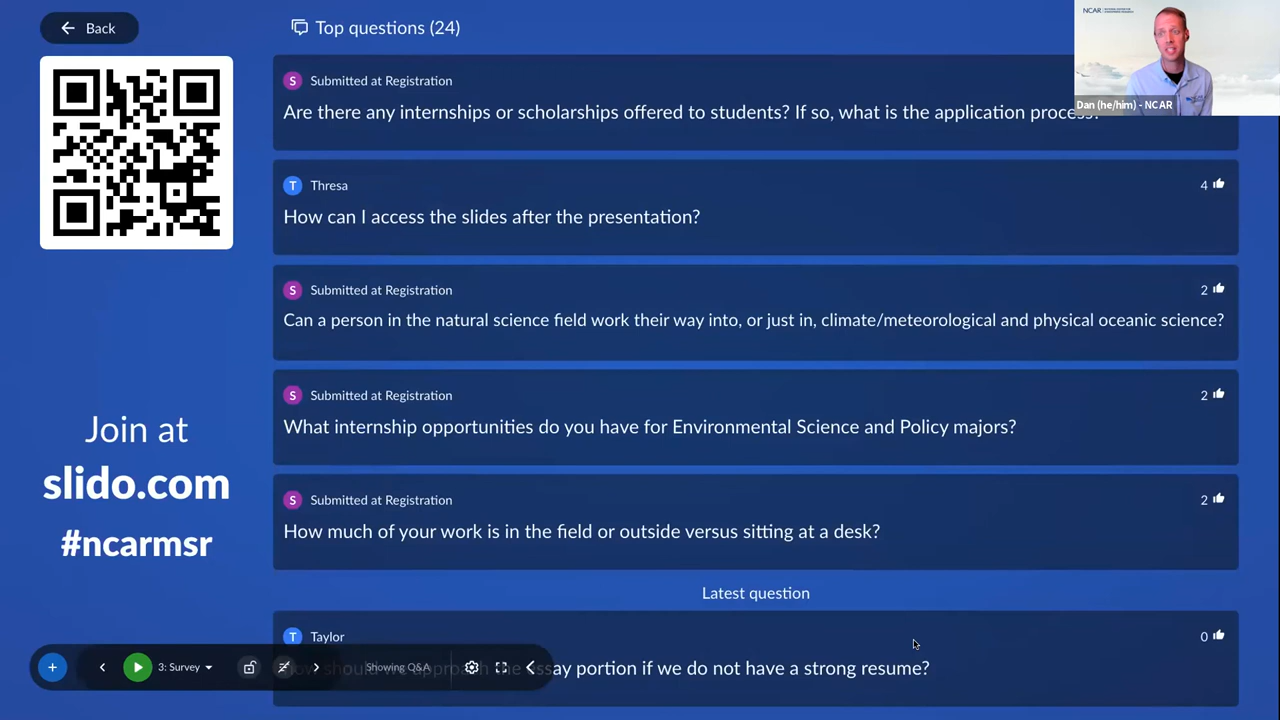 Back
Top questions (24)
NCAR
Dan (he/him) - NCAR
S Submitted at Registration
Are there any internships or scholarships offered to students? If so, what is the application process?
T Thresa
4
How can I access the slides after the presentation?
S Submitted at Registration
2
Can a person in the natural science field work their way into, or just in, climate/meteorological and physical oceanic science?
S Submitted at Registration
2
What internship opportunities do you have for Environmental Science and Policy majors?
S Submitted at Registration
2
How much of your work is in the field or outside versus sitting at a desk?
Join at
slido.com
#ncarmsr
Latest question
T Taylor
0
How should we approach the essay portion if we do not have a strong resume?
3: Survey
Showing Q&A